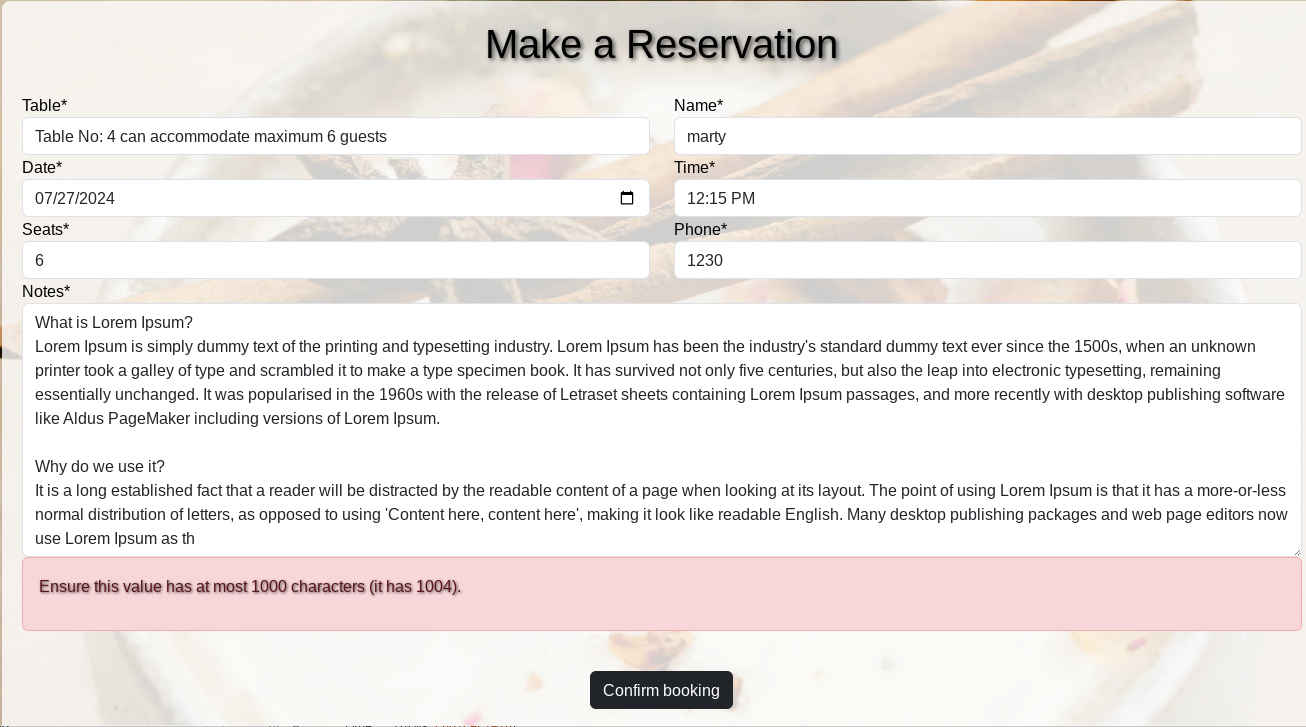 Make a Reservation
Table*
Name*
Table No: 4 can accommodate maximum 6 guests
marty
Date*
Time*
07/27/2024
12:15 PM
Seats*
Phone*
6
1230
Notes*
What is Lorem Ipsum?
Lorem Ipsum is simply dummy text of the printing and typesetting industry. Lorem Ipsum has been the industry's standard dummy text ever since the 1500s, when an unknown
printer took a galley of type and scrambled it to make a type specimen book. It has survived not only five centuries, but also the leap into electronic typesetting, remaining
essentially unchanged. It was popularised in the 1960s with the release of Letraset sheets containing Lorem Ipsum passages, and more recently with desktop publishing software
like Aldus PageMaker including versions of Lorem Ipsum.
Why do we use it?
It is a long established fact that a reader will be distracted by the readable content of a page when looking at its layout. The point of using Lorem Ipsum is that it has a more-or-less
normal distribution of letters, as opposed to using 'Content here, content here', making it look like readable English. Many desktop publishing packages and web page editors now
use Lorem Ipsum as th
Ensure this value has at most 1000 characters (it has 1004).
Confirm booking